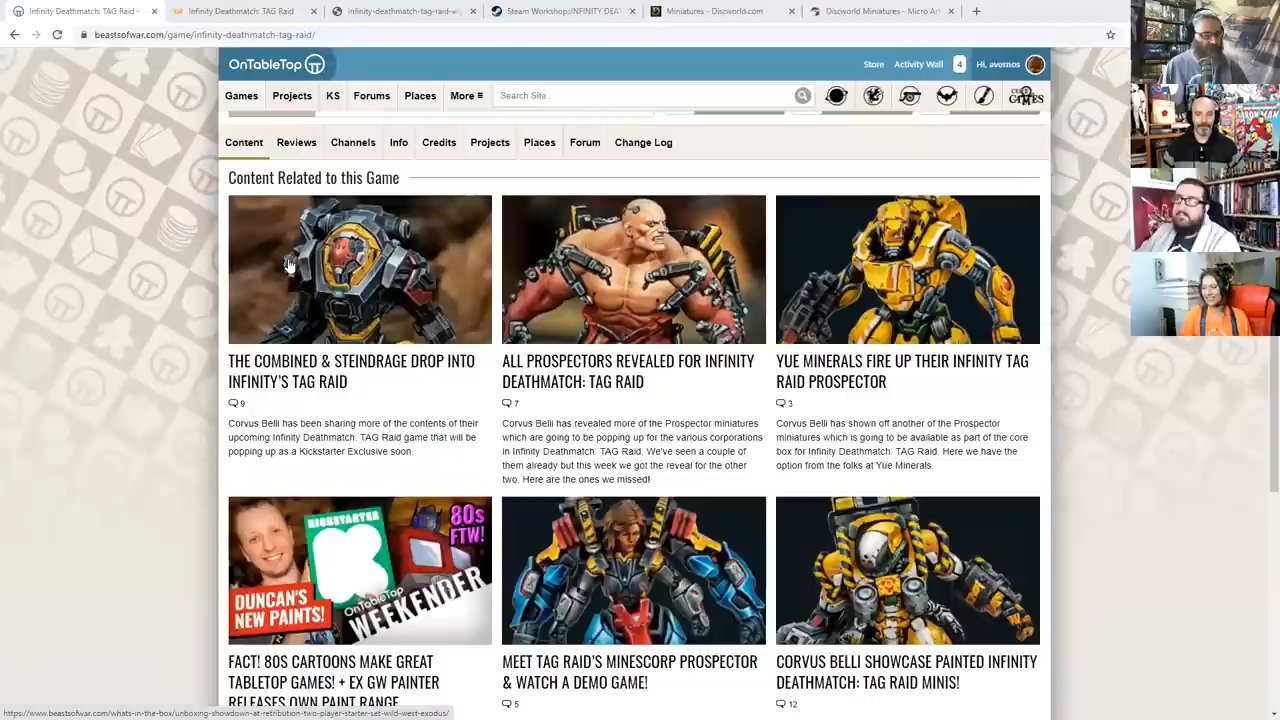 Infinity Deathmatch: TAG Raid -
Infinity Deathmatch: TAG Raid
infinity-deathmatch-tag-raid-wi
Steam Workshop::INFINITY DEAT
Miniatures – Discworld.com
Discworld Miniatures - Micro Art
beastsofwar.com/game/infinity-deathmatch-tag-raid/
OnTableTop
Store
Activity Wall
4
Hi, avernos
Games
Projects
KS
Forums
Places
More ≡
Search Site..
GAMES
Content
Reviews
Channels
Info
Credits
Projects
Places
Forum
Change Log
Content Related to this Game
THE COMBINED & STEINDRAGE DROP INTO
INFINITY'S TAG RAID
9
Corvus Belli has been sharing more of the contents of their
upcoming Infinity Deathmatch: TAG Raid game that will be
popping up as a Kickstarter Exclusive soon.
ALL PROSPECTORS REVEALED FOR INFINITY
DEATHMATCH: TAG RAID
7
Corvus Belli has revealed more of the Prospector miniatures
which are going to be popping up for the various corporations
in Infinity Deathmatch: TAG Raid. We've seen a couple of
them already but this week we got the reveal for the other
two. Here are the ones we missed!
YUE MINERALS FIRE UP THEIR INFINITY TAG
RAID PROSPECTOR
3
Corvus Belli has shown off another of the Prospector
miniatures which is going to be available as part of the core
box for Infinity Deathmatch: TAG Raid. Here we have the
option from the folks at Yue Minerals.
KICKSTARTER
80s
FTW!
DUNCAN'S
NEW PAINTS!
OnTableTop
WEEKENDER
FACT! 80S CARTOONS MAKE GREAT
TABLETOP GAMES! + EX GW PAINTER
RELEASES OWN PAINT RANGE
MEET TAG RAID'S MINESCORP PROSPECTOR
& WATCH A DEMO GAME!
5
CORVUS BELLI SHOWCASE PAINTED INFINITY
DEATHMATCH: TAG RAID MINIS!
12
https://www.beastsofwar.com/whats-in-the-box/unboxing-showdown-at-retribution-two-player-starter-set-wild-west-exodus/
IRON MAN